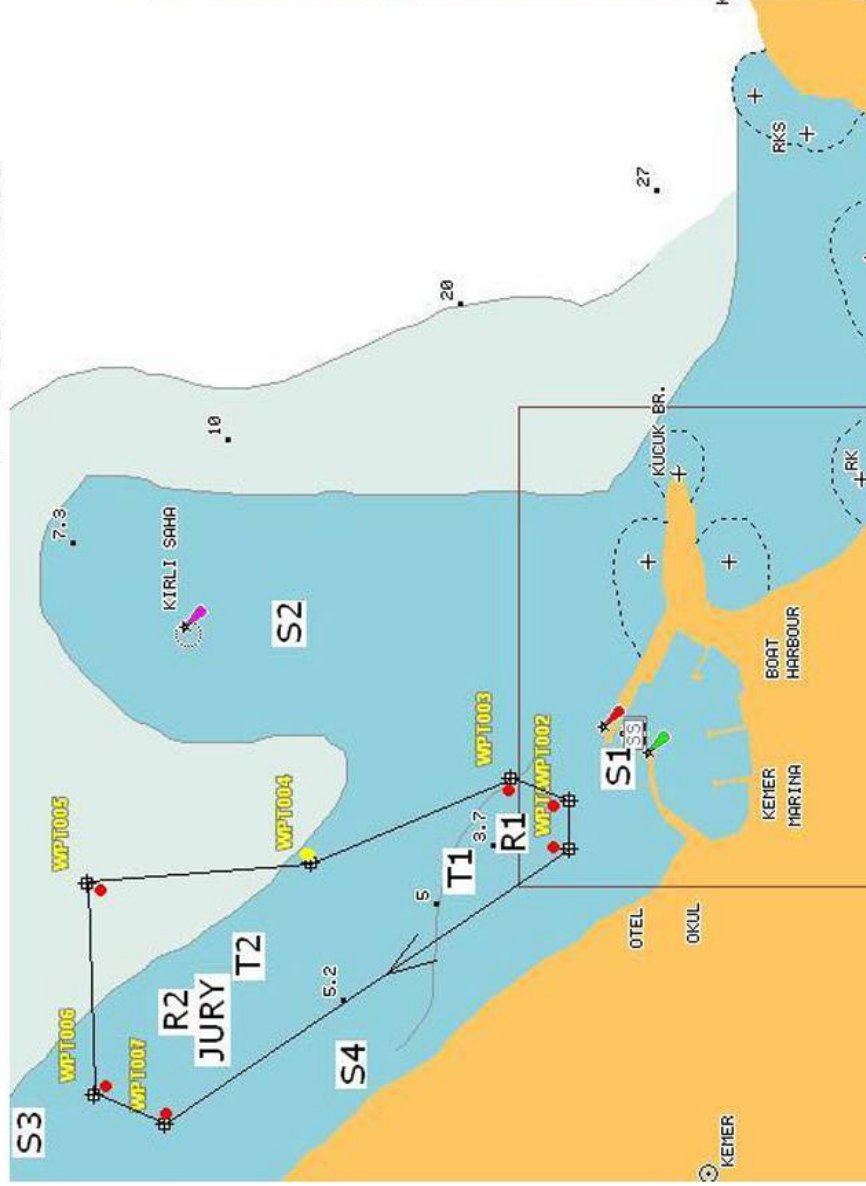 S3
WPT006
WPT005
7.3
WPT007
KIRLI SAHA
R2
JURY
10
T2
WPT004
S2
5.2
S4
5
20
T1
3.7
WPT003
R1
WPT002
S1
SS
OTEL
27
KUCUK BR.
OKUL
KEMER
KEMER
MARINA
BOAT
HARBOUR
RKS
RK